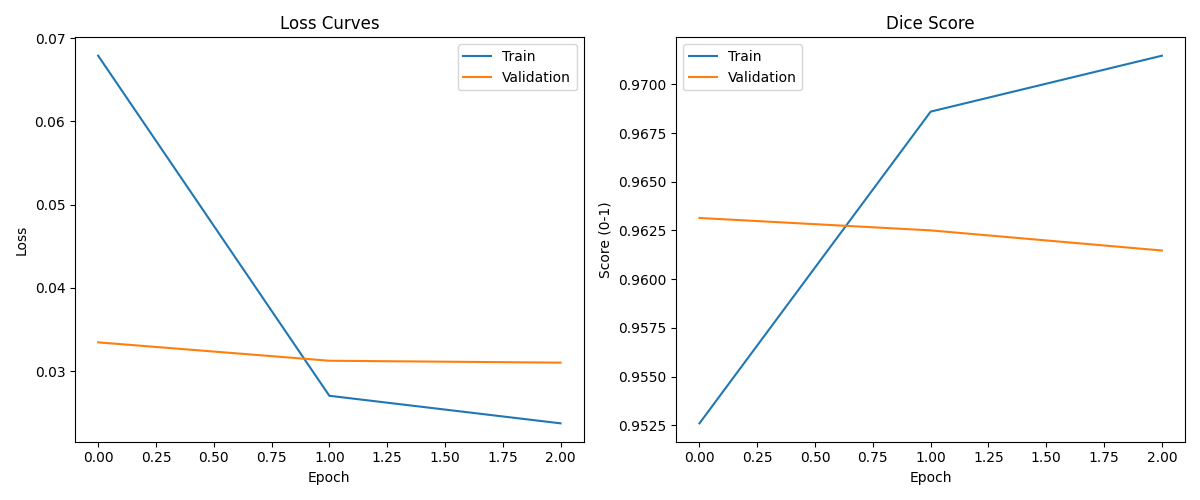 Loss Curves
0.07
0.06
0.05
0.04
0.03
Loss
Train
Validation
0.00 0.25 0.50 0.75 1.00 1.25 1.50 1.75 2.00
Epoch
Dice Score
0.9700
0.9675
0.9650
0.9625
0.9600
0.9575
0.9550
0.9525
Score (0-1)
Train
Validation
0.00 0.25 0.50 0.75 1.00 1.25 1.50 1.75 2.00
Epoch